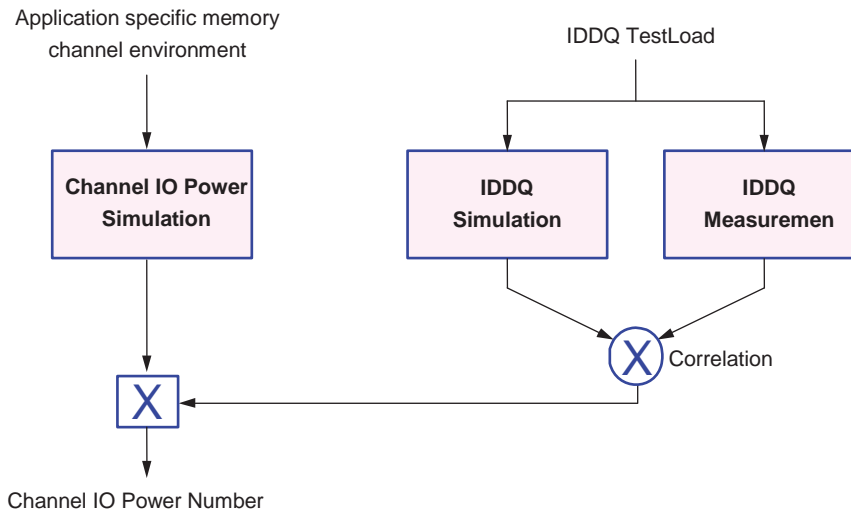 Application specific memory
channel environment
IDDQ TestLoad
Channel IO Power
Simulation
IDDQ
Simulation
IDDQ
Measuremen
X
Correlation
X
Channel IO Power Number